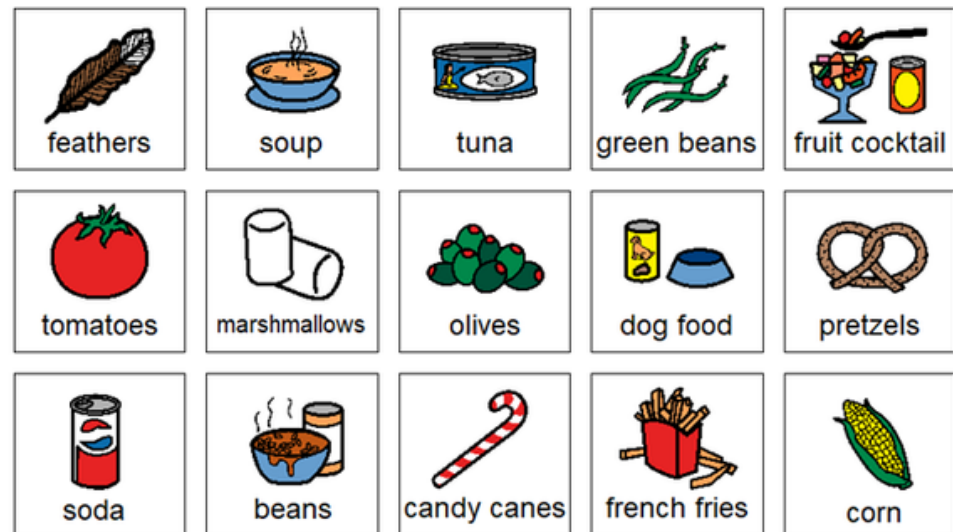 feathers
soup
tuna
green beans
fruit cocktail
tomatoes
marshmallows
olives
dog food
pretzels
soda
beans
candy canes
french fries
corn